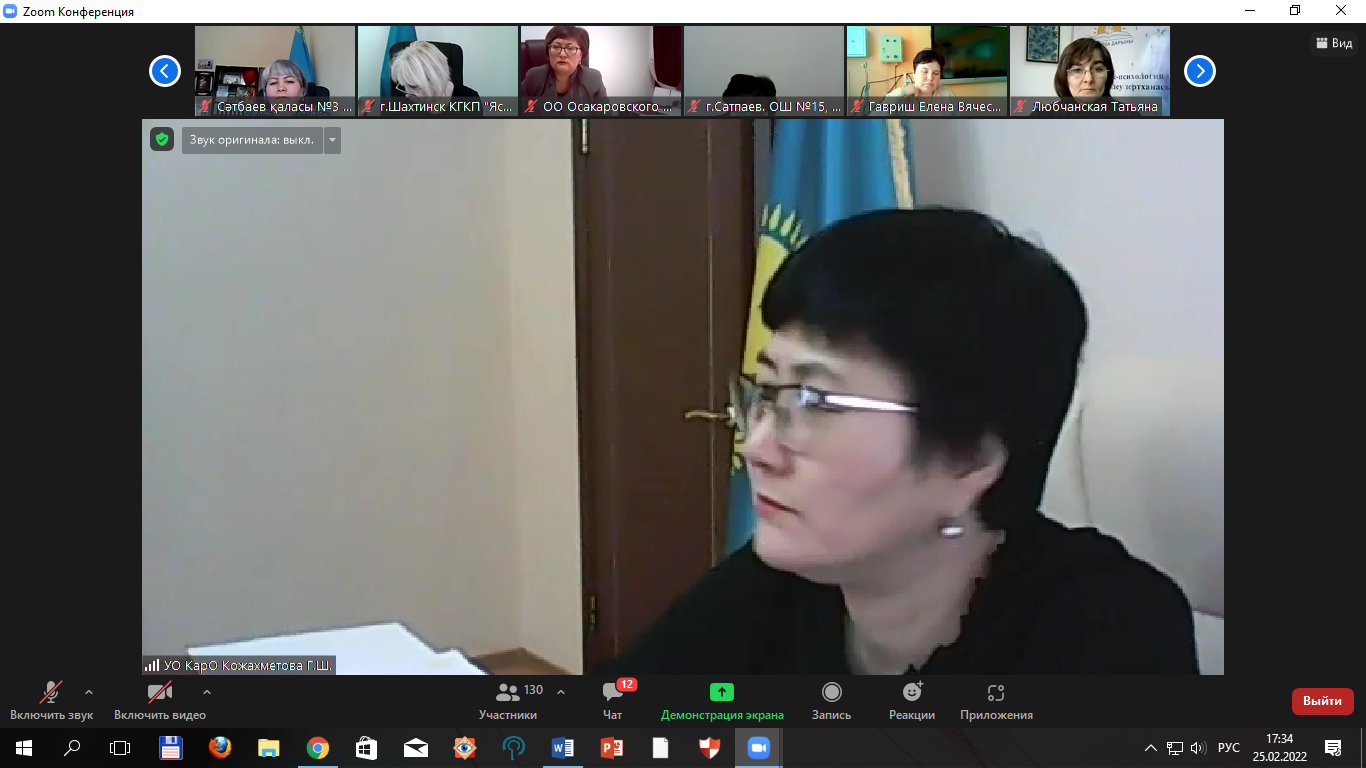 Zoom Конференция
Вид
Сәтбаев қаласы №3 ...
г.Шахтинск КГКП "Яс...
ОО Осакаровского ...
г.Сатпаев. ОШ №15, ...
Гавриш Елена Вячес...
Любчанская Татьяна
Звук оригинала: выкл.
УО КарО Кожахметова Г.Ш.
Включить звук
Включить видео
130
Участники
12
Чат
Демонстрация экрана
Запись
Реакции
Приложения
Выйти
РУС
17:34
25.02.2022